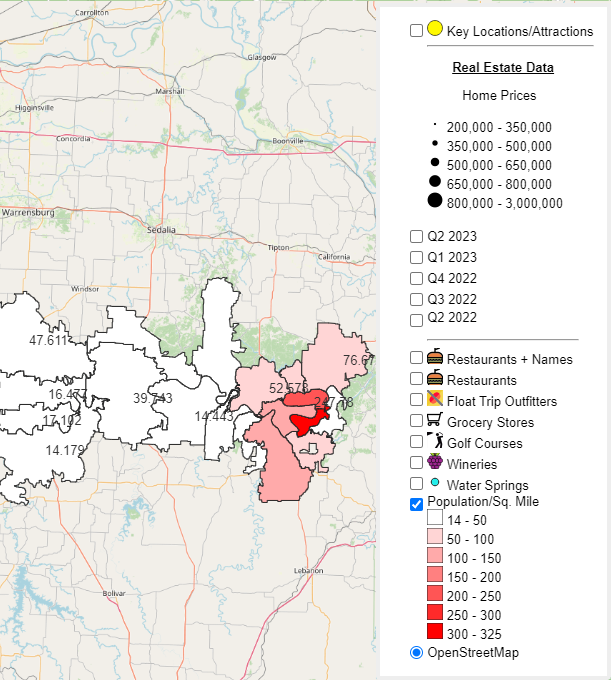 Carrollton
Glasgow
Marshall
Higginsville
Concordia
Boonville
Warrensburg
Sedalia
Tipton
California
Windsor
47.611
76.67
16.477
39.743
52.573
14.443
17.102
14.179
Lebanon
Bolivar
Key Locations/Attractions
Real Estate Data
Home Prices
200,000 - 350,000
350,000 - 500,000
500,000 - 650,000
650,000 - 800,000
800,000 - 3,000,000
Q2 2023
Q1 2023
Q4 2022
Q3 2022
Q2 2022
Restaurants + Names
Restaurants
Float Trip Outfitters
Grocery Stores
Golf Courses
Wineries
Water Springs
Population/Sq. Mile
14 - 50
50 - 100
100 - 150
150 - 200
200 - 250
250 - 300
300 - 325
OpenStreetMap